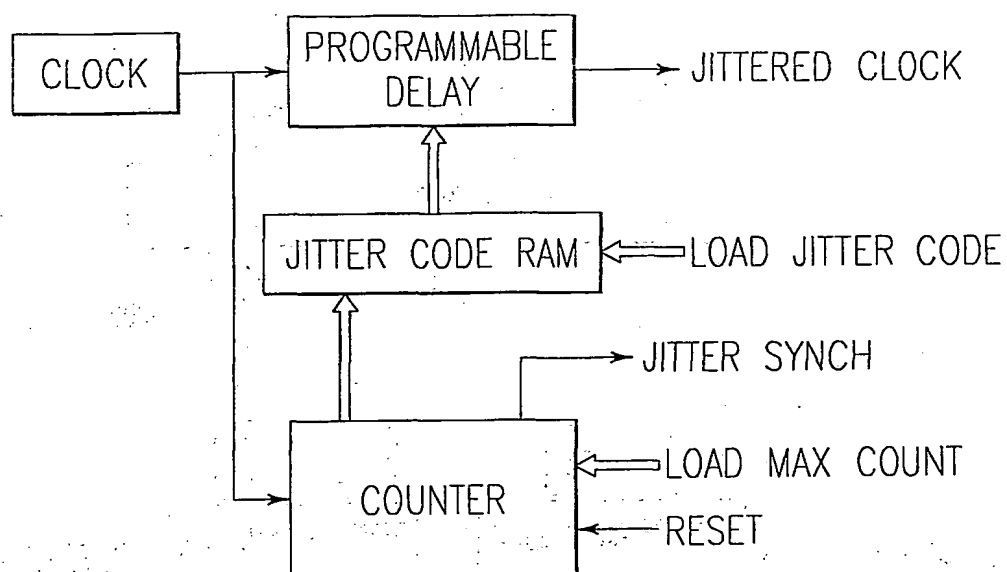 CLOCK
PROGRAMMABLE
DELAY
JITTERED CLOCK
JITTER CODE RAM
LOAD JITTER CODE
JITTER SYNCH
COUNTER
LOAD MAX COUNT
RESET